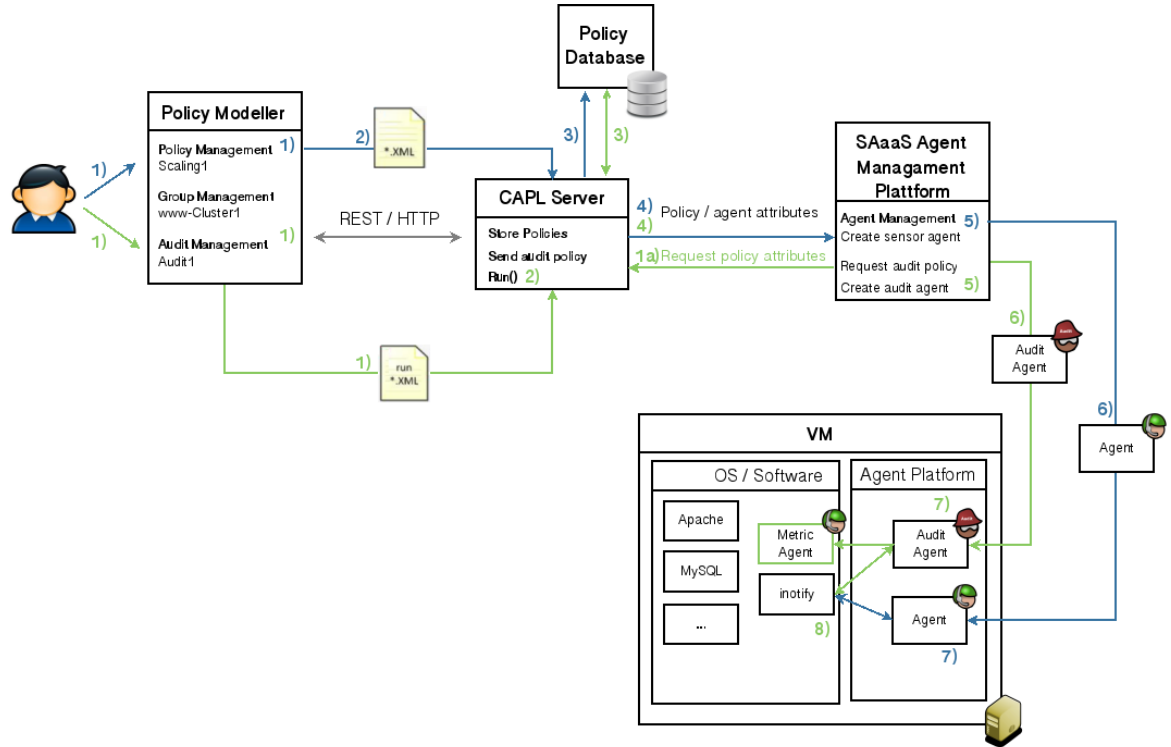 Policy
Database
3)
3)
Policy Modeller
Policy Management
Scaling1
1)
Group Management
www-Cluster1
Audit Management
Audit1
1)
1)
1)
2)
*.XML
REST / HTTP
1)
run
*.XML
CAPL Server
Store Policies
Send audit policy
Run()
2)
4)
Policy / agent attributes
4)
1a)Request policy attributes
SAaaS Agent
Managament
Plattform
Agent Management
5)
Create sensor agent
Request audit policy
Create audit agent
5)
6)
Audit
Agent
6)
Agent
VM
OS / Software
Apache
MySQL
...
Metric
Agent
inotify
8)
Agent Platform
7)
Audit
Agent
Agent
7)